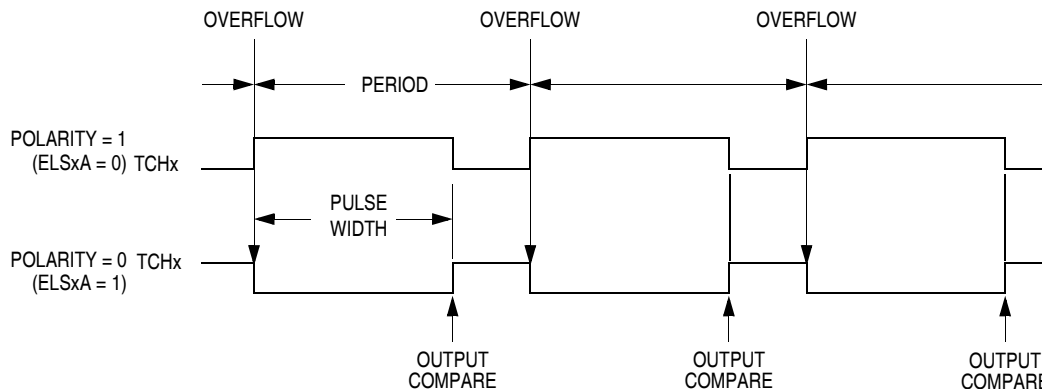 OVERFLOW OVERFLOW OVERFLOW
PERIOD
POLARITY = 1
(ELSxA = 0) TCHx
PULSE
WIDTH
POLARITY = 0 TCHx
(ELSxA = 1)
OUTPUT
COMPARE
OUTPUT
COMPARE
OUTPUT
COMPARE